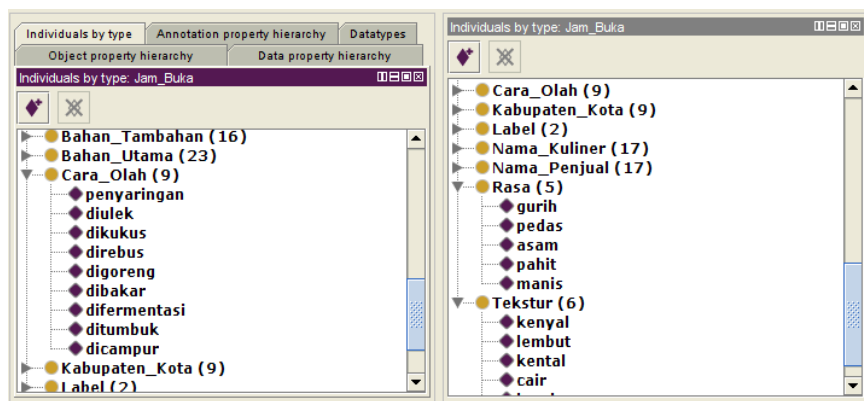 Individuals by type Annotation property hierarchy Datatypes
Object property hierarchy Data property hierarchy
Individuals by type: Jam_Buka
Bahan_Tambahan (16)
Bahan_Utama (23)
Cara_Olah (9)
penyaringan
diulek
dikukus
direbus
digoreng
dibakar
difermentasi
ditumbuk
dicampur
Kabupaten_Kota (9)
Label (2)
Individuals by type: Jam_Buka
Cara_Olah (9)
Kabupaten_Kota (9)
Label (2)
Nama_Kuliner (17)
Nama_Penjual (17)
Rasa (5)
gurih
pedas
asam
pahit
manis
Tekstur (6)
kenyal
lembut
kental
cair